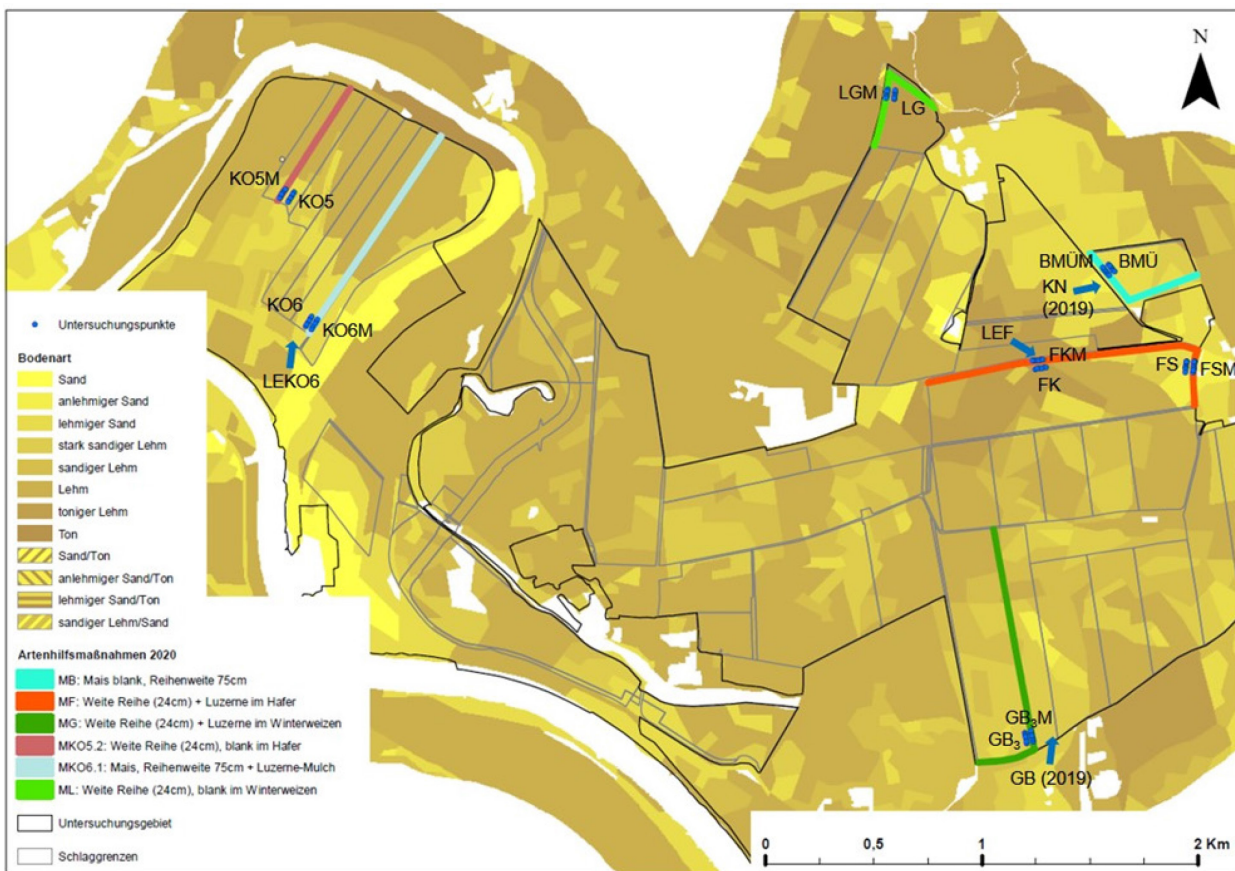 N
LGM
LG
KO5M
KO5
BMÜM
BMÜ
KN
(2019)
KO6
KO6M
LEF
FKM
FS
FSM
FK
LEKO6
GB₃M
GB₃
GB (2019)
Untersuchungspunkte
Bodenart
Sand
anlehmiger Sand
lehmiger Sand
stark sandiger Lehm
sandiger Lehm
Lehm
toniger Lehm
Ton
Sand/Ton
anlehmiger Sand/Ton
lehmiger Sand/Ton
sandiger Lehm/Sand
Artenhilfsmaßnahmen 2020
MB: Mais blank, Reihenweite 75cm
MF: Weite Reihe (24cm) + Luzerne im Hafer
MG: Weite Reihe (24cm) + Luzerne im Winterweizen
MKO5.2: Weite Reihe (24cm), blank im Hafer
MKO6.1: Mais, Reihenweite 75cm + Luzerne-Mulch
ML: Weite Reihe (24cm), blank im Winterweizen
Untersuchungsgebiet
Schlaggrenzen
0 0,5 1 2 Km